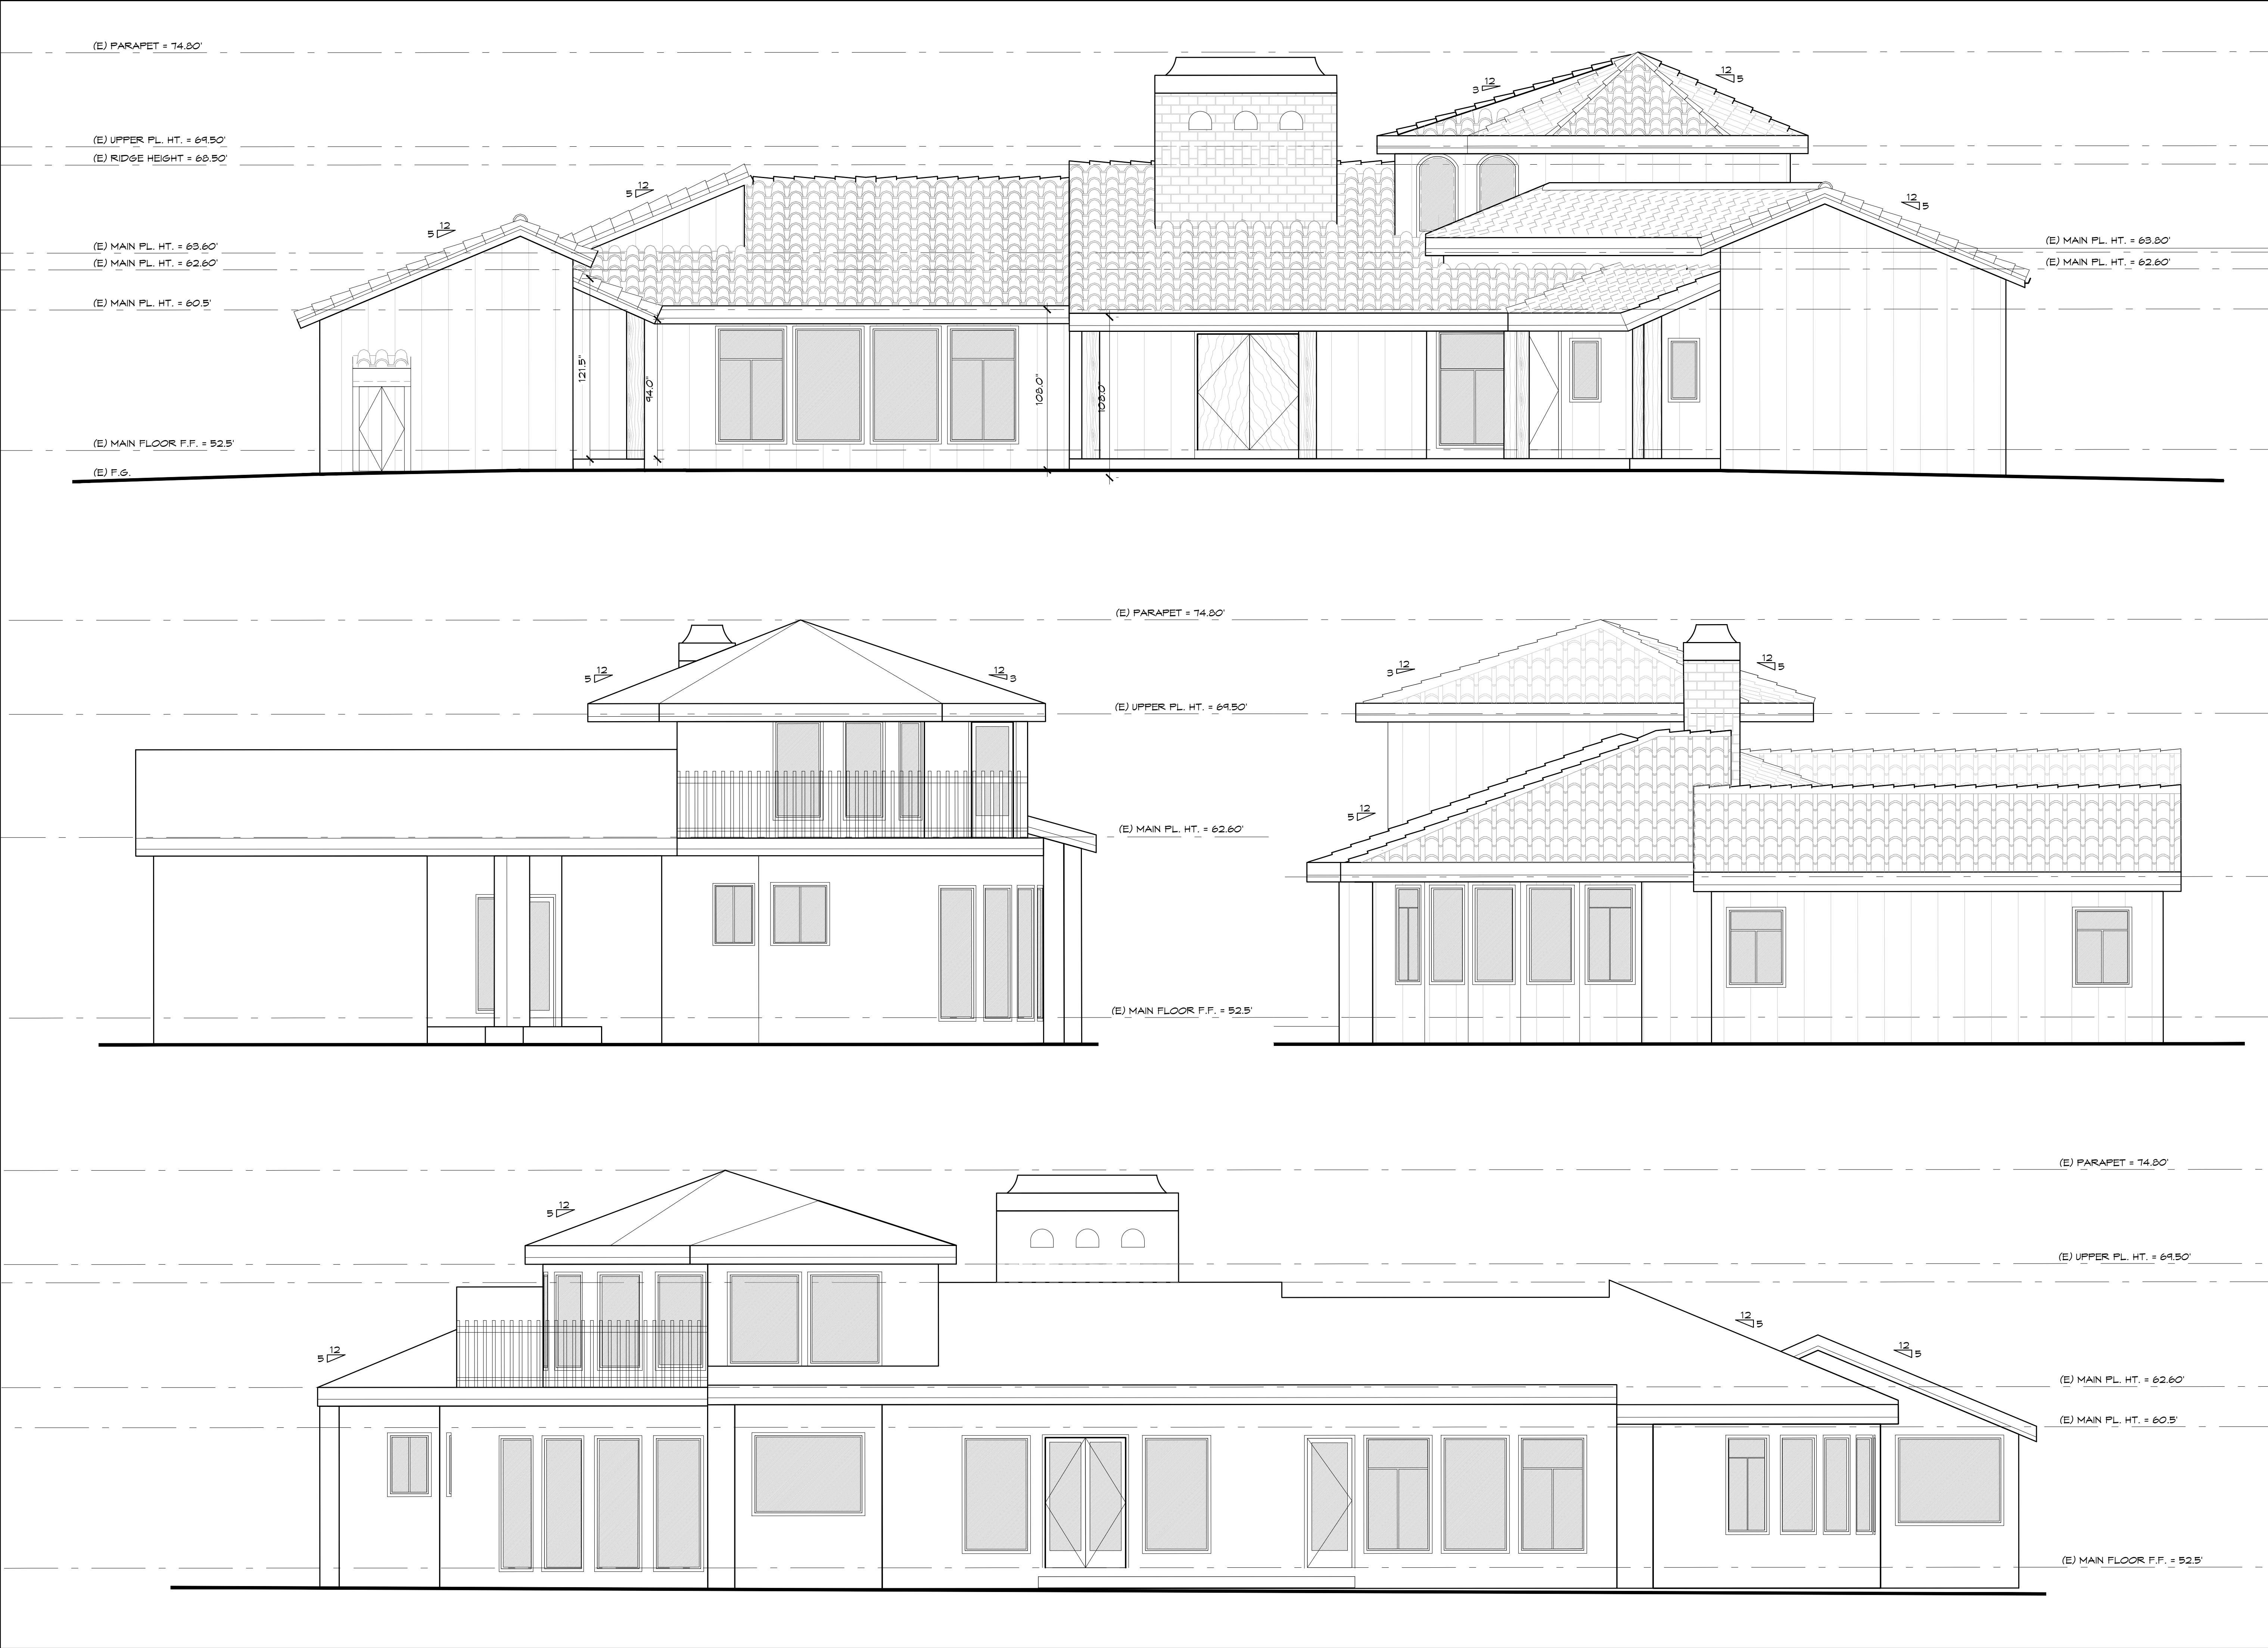 (E) PARAPET = 74.80'
12
3
12
5
(E) UPPER PL. HT. = 69.50'
(E) RIDGE HEIGHT = 68.50'
12
5
12
5
12
5
(E) MAIN PL. HT. = 63.60'
(E) MAIN PL. HT. = 63.80'
(E) MAIN PL. HT. = 62.60'
(E) MAIN PL. HT. = 62.60'
(E) MAIN PL. HT. = 60.5'
121.5"
94.0"
108.0"
108.0"
(E) MAIN FLOOR F.F. = 52.5'
(E) F.G.
(E) PARAPET = 74.80'
12
5
12
3
12
3
12
5
(E) UPPER PL. HT. = 69.50'
12
5
(E) MAIN PL. HT. = 62.60'
(E) MAIN FLOOR F.F. = 52.5'
(E) PARAPET = 74.80'
12
5
(E) UPPER PL. HT. = 69.50'
12
5
12
5
12
5
(E) MAIN PL. HT. = 62.60'
(E) MAIN PL. HT. = 60.5'
(E) MAIN FLOOR F.F. = 52.5'